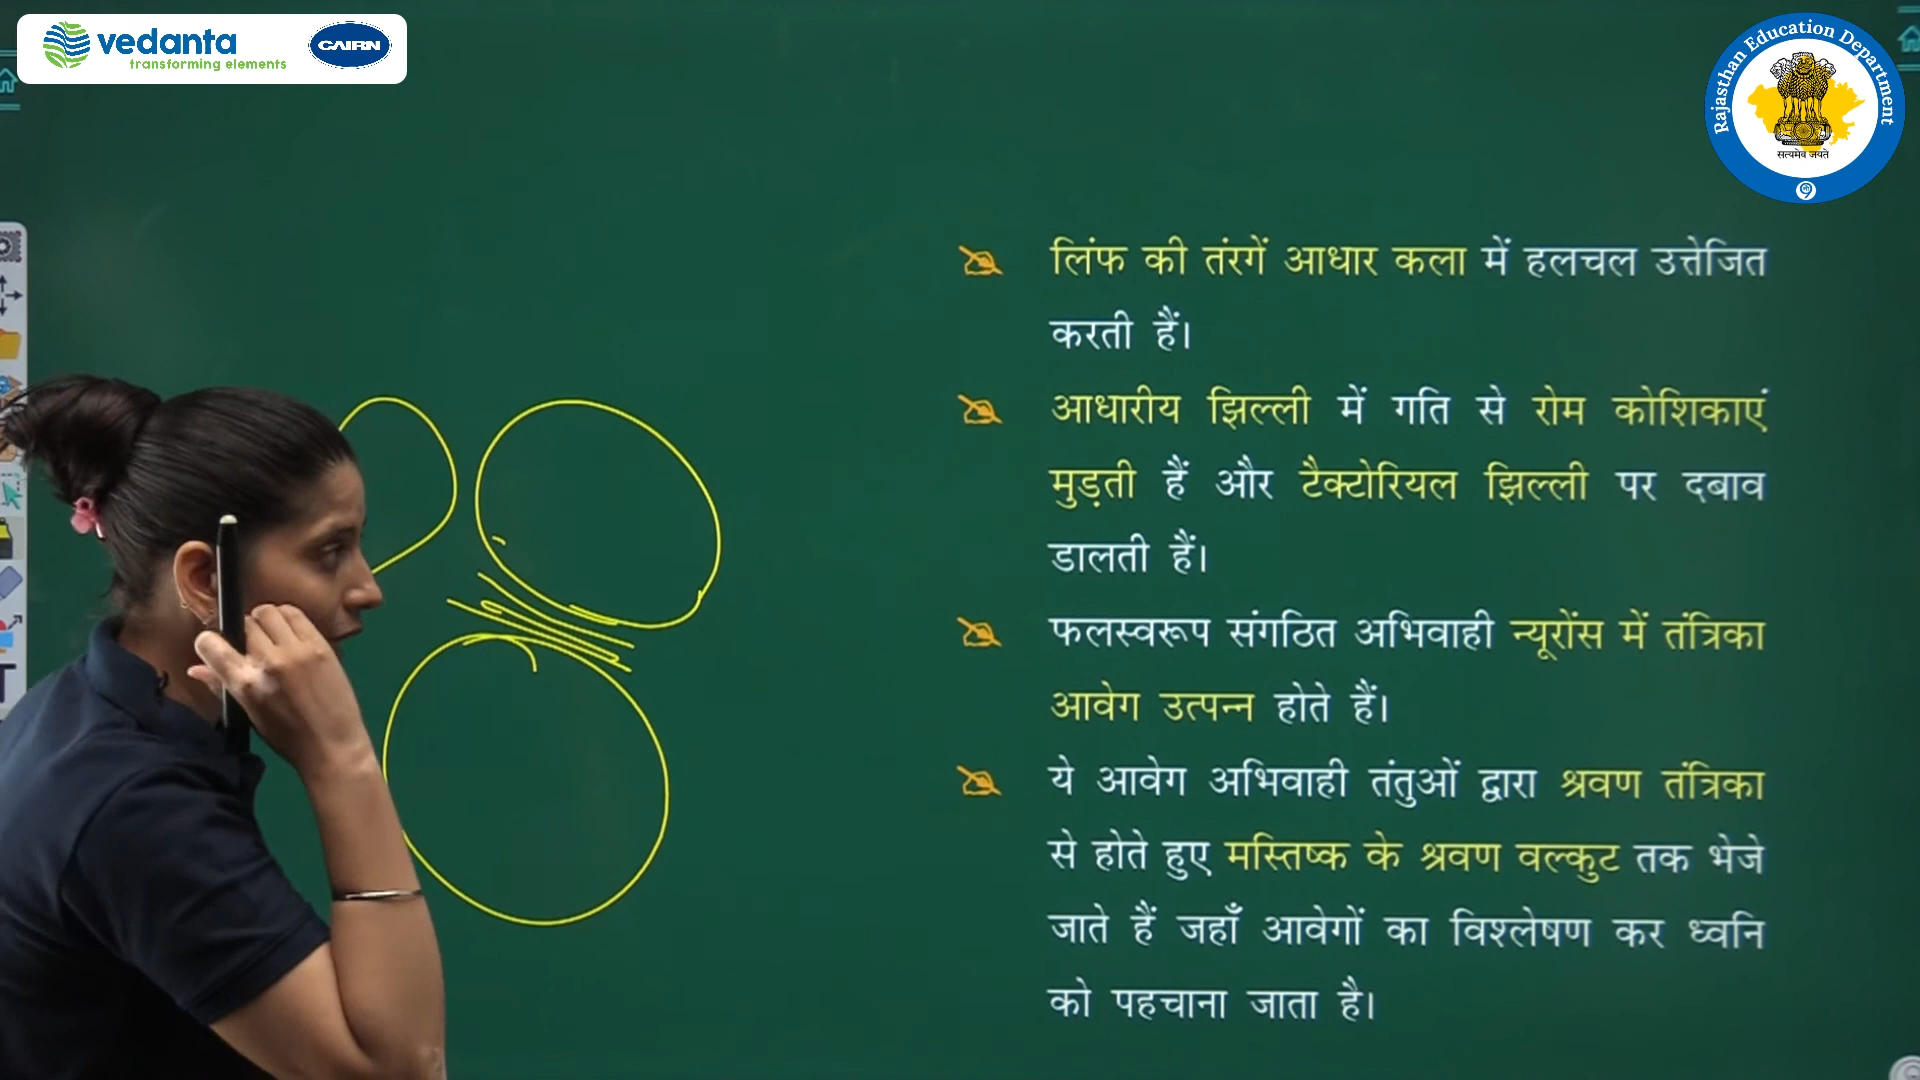 vedanta
transforming elements
CAIRN
Rajasthan Education Department
सत्यमेव जयते
लिंफ की तंरगें आधार कला में हलचल उत्तेजित
करती हैं।
आधारीय झिल्ली में गति से रोम कोशिकाएं
मुड़ती हैं और टैक्टोरियल झिल्ली पर दबाव
डालती हैं।
फलस्वरूप संगठित अभिवाही न्यूरोंस में तंत्रिका
आवेग उत्पन्न होते हैं।
ये आवेग अभिवाही तंतुओं द्वारा श्रवण तंत्रिका
से होते हुए मस्तिष्क के श्रवण वल्कुट तक भेजे
जाते हैं जहाँ आवेगों का विश्लेषण कर ध्वनि
को पहचाना जाता है।